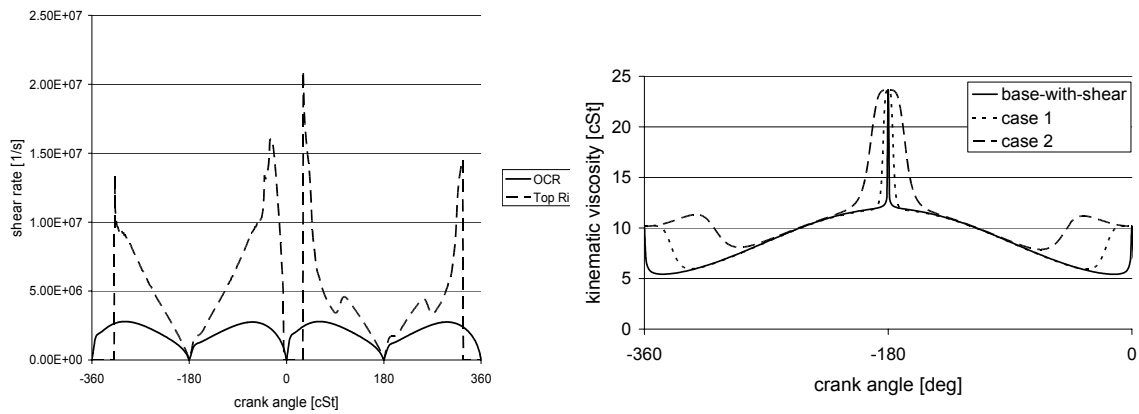 2.50E+07
2.00E+07
1.50E+07
1.00E+07
5.00E+06
0.00E+00
shear rate [1/s]
-360 -180 0 180 360
crank angle [cSt]
OCR
Top Ri
25
20
15
10
5
0
kinematic viscosity [cSt]
base-with-shear
case 1
case 2
-360 -180 0
crank angle [deg]